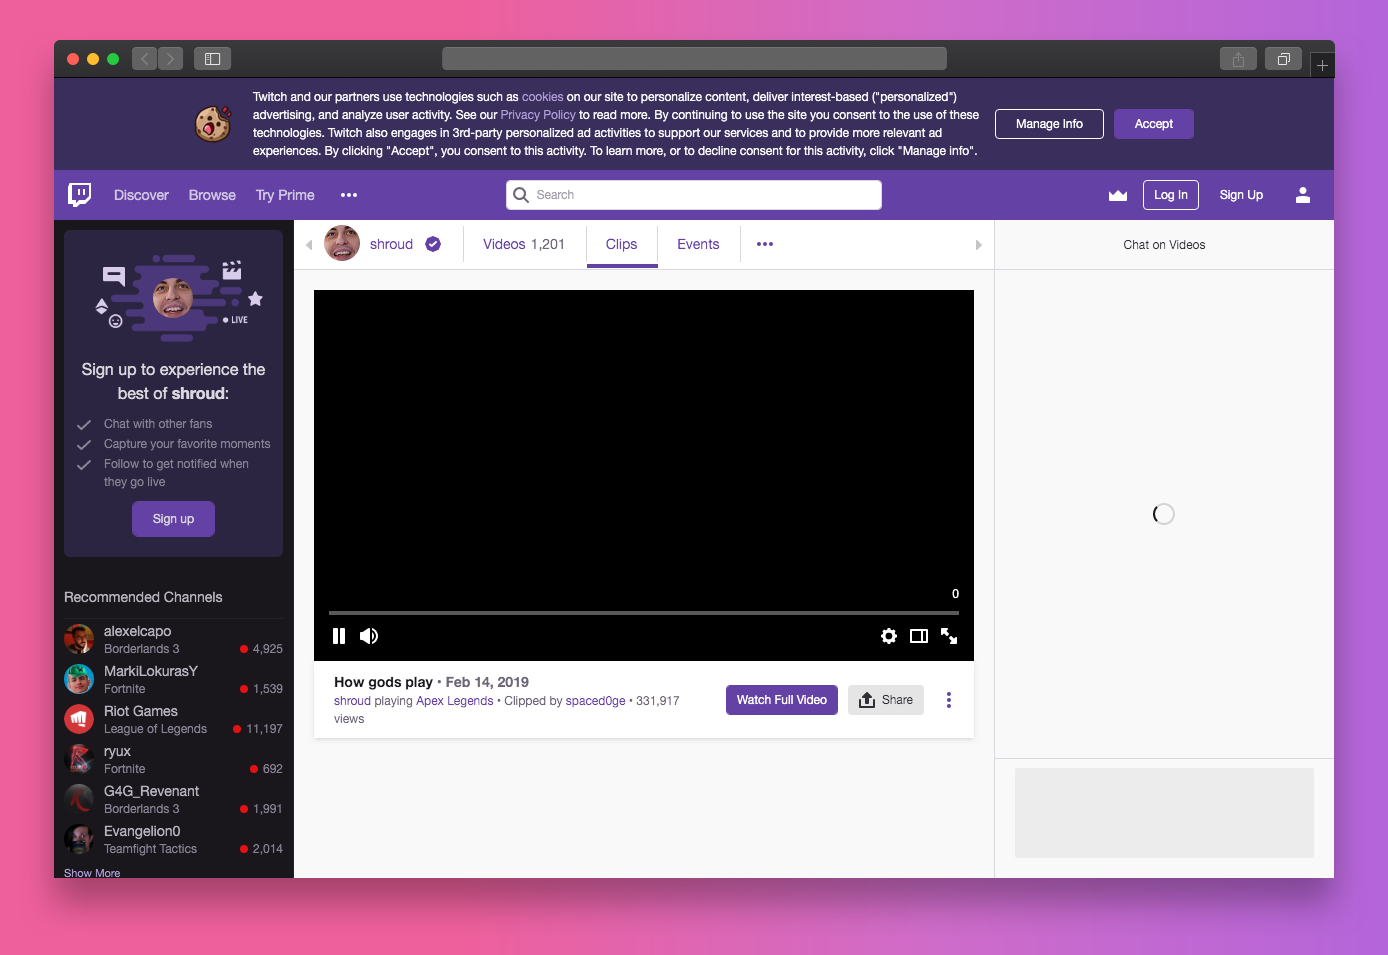 Twitch and our partners use technologies such as cookies on our site to personalize content, deliver interest-based ("personalized")
advertising, and analyze user activity. See our Privacy Policy to read more. By continuing to use the site you consent to the use of these
technologies. Twitch also engages in 3rd-party personalized ad activities to support our services and to provide more relevant ad
experiences. By clicking "Accept", you consent to this activity. To learn more, or to decline consent for this activity, click "Manage info".
Manage Info
Accept
Discover
Browse
Try Prime
Search
Log In
Sign Up
LIVE
Sign up to experience the
best of shroud:
Chat with other fans
Capture your favorite moments
Follow to get notified when
they go live
Sign up
Recommended Channels
alexelcapo
Borderlands 3 4,925
MarkiLokurasY
Fortnite 1,539
Riot Games
League of Legends 11,197
ryux
Fortnite 692
G4G_Revenant
Borderlands 3 1,991
Evangelion0
Teamfight Tactics 2,014
Show More
shroud
Videos 1,201
Clips
Events
0
How gods play • Feb 14, 2019
shroud playing Apex Legends • Clipped by spaced0ge • 331,917
views
Watch Full Video
Share
Chat on Videos